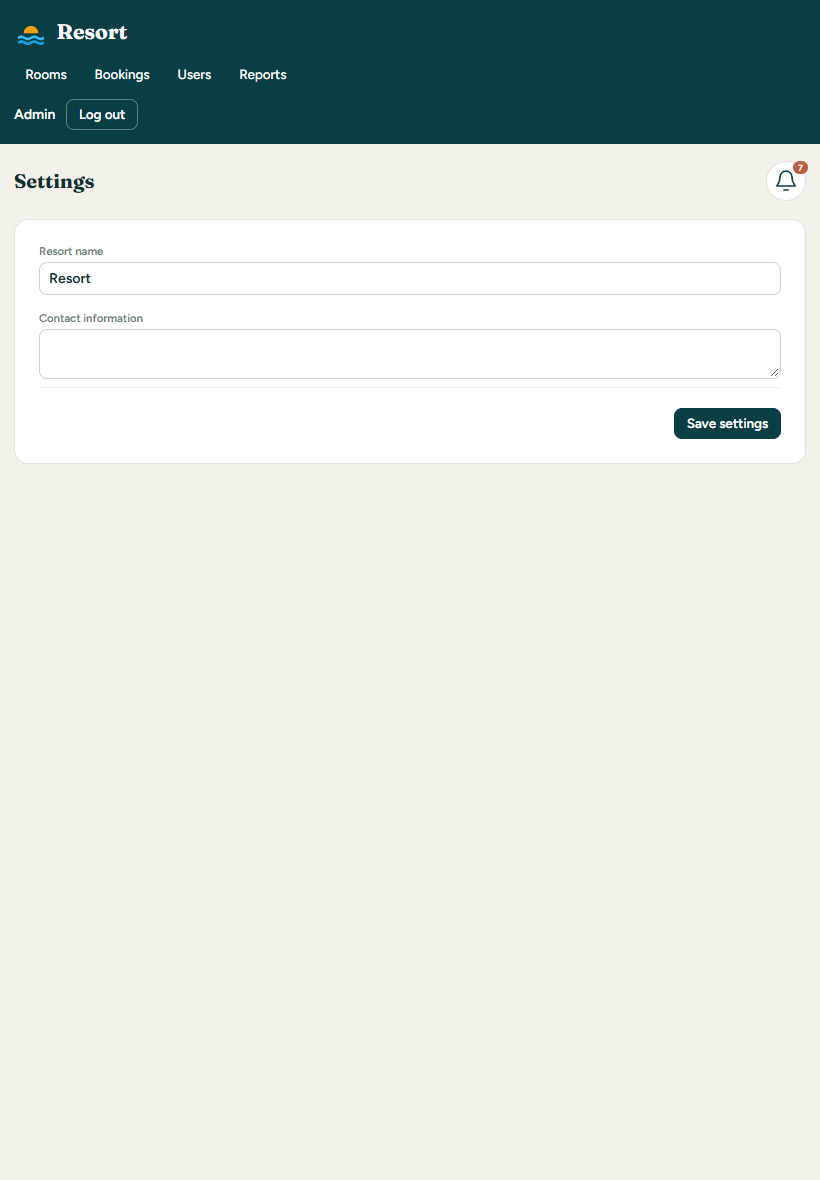 Resort
Rooms Bookings Users Reports
Admin Log out
Settings
7
Resort name
Resort
Contact information
Save settings